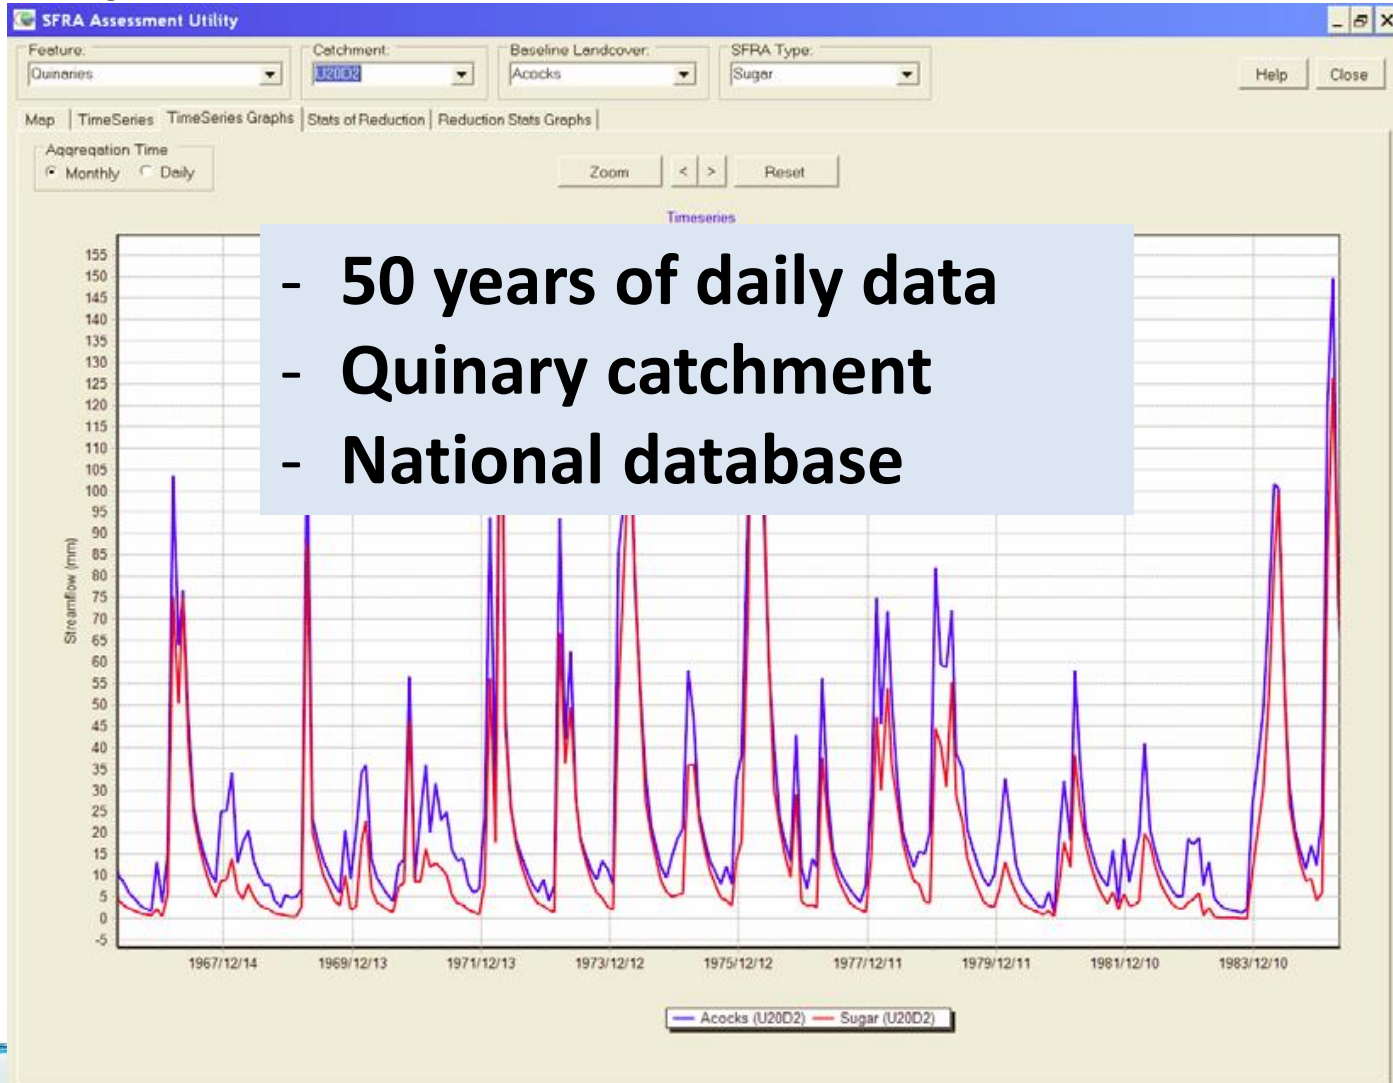 SFRA Assessment Utility
Feature: Catchment: Baseline Landcover: SFRA Type:
Quinaries U20D2 Acocks Sugar Help Close
Map TimeSeries TimeSeries Graphs Stats of Reduction Reduction Stats Graphs
Aggregation Time
Monthly Daily Zoom < > Reset
Timeseries
- 50 years of daily data
- Quinary catchment
- National database
155
150
145
140
135
130
125
120
115
110
105
100
95
90
85
80
75
70
65
60
55
50
45
40
35
30
25
20
15
10
5
0
-5
Streamflow (mm)
1967/12/14 1969/12/13 1971/12/13 1973/12/12 1975/12/12 1977/12/11 1979/12/11 1981/12/10 1983/12/10
Acocks (U20D2) Sugar (U20D2)